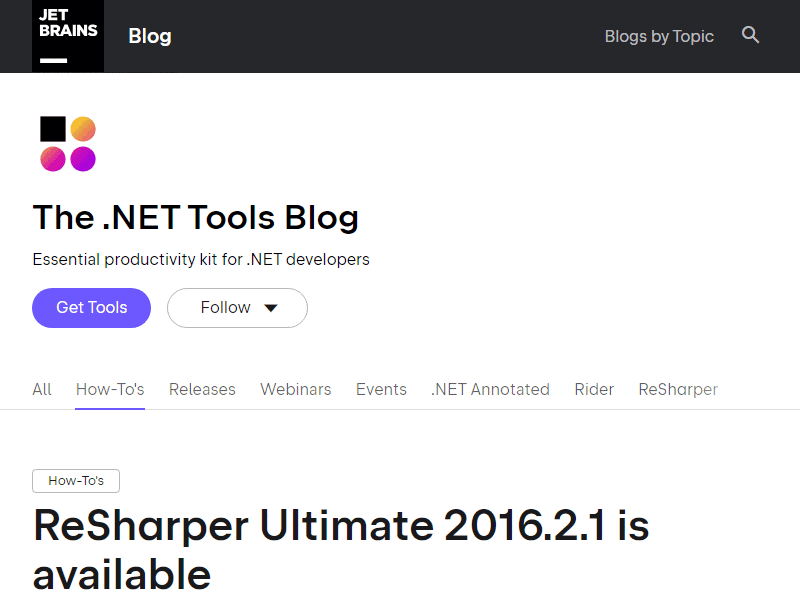 JET
BRAINS
Blog
Blogs by Topic
The .NET Tools Blog
Essential productivity kit for .NET developers
Get Tools
Follow
All How-To's Releases Webinars Events .NET Annotated Rider ReSharper
How-To's
ReSharper Ultimate 2016.2.1 is
available